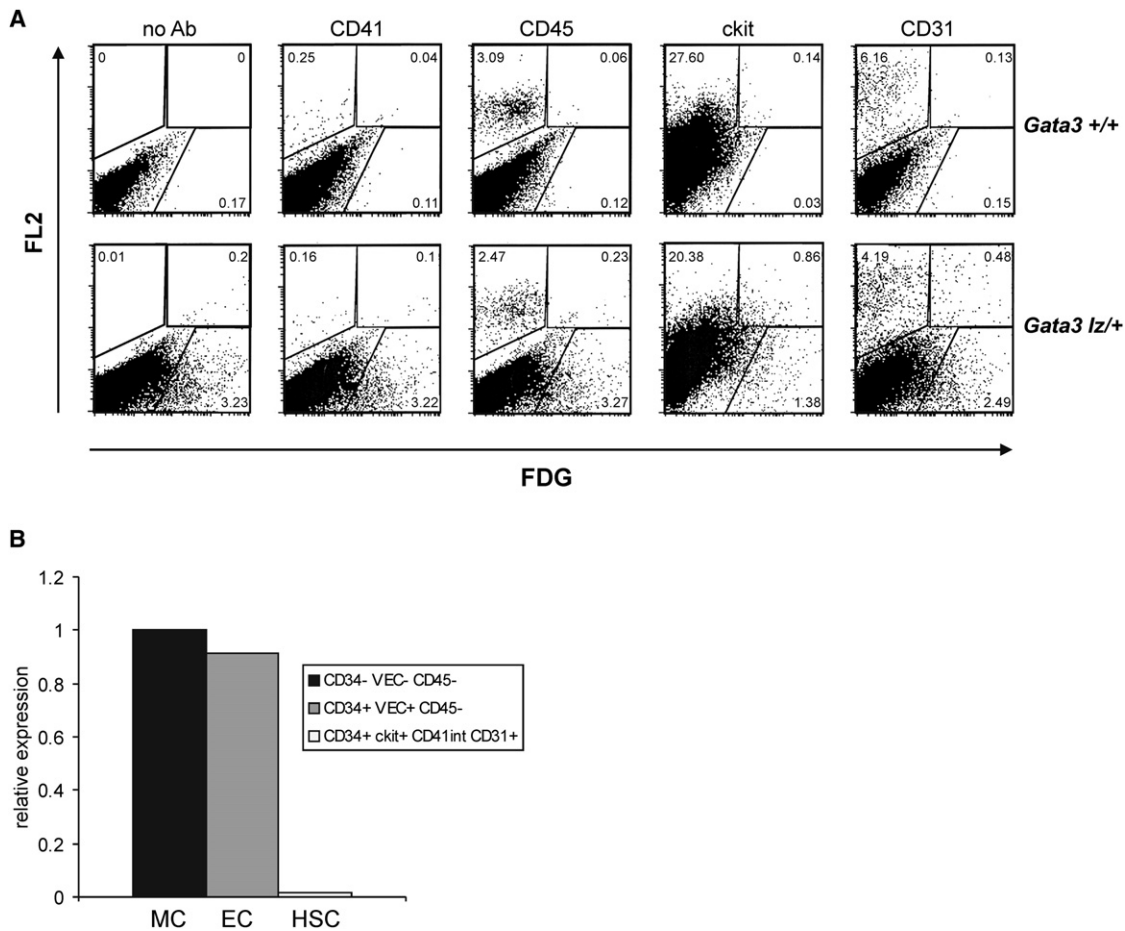 A
no Ab CD41 CD45 ckit CD31
0 0 0.25 0.04 3.09 0.06 27.60 0.14 6.16 0.13
Gata3 +/+
0.17 0.11 0.12 0.03 0.15
FL2
0.01 0.2 0.16 0.1 2.47 0.23 20.38 0.86 4.19 0.48
Gata3 lz/+
3.23 3.22 3.27 1.38 2.49
FDG
B
1.2
1
0.8
0.6
0.4
0.2
0
relative expression
CD34- VEC- CD45-
CD34+ VEC+ CD45-
CD34+ ckit+ CD41int CD31+
MC EC HSC